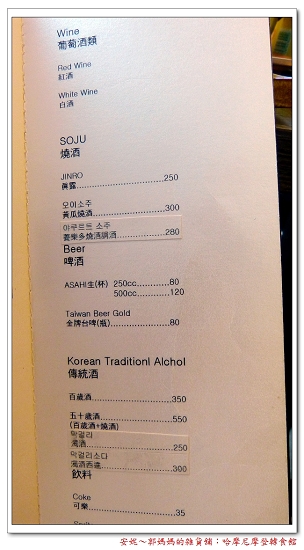 Wine
葡萄酒類
Red Wine
紅酒
White Wine
白酒
SOJU
燒酒
JINRO
眞露..............................250
오이소주
黃瓜燒酒........................300
야쿠르트 소주
養樂多燒酒調酒................280
Beer
啤酒
ASAHI生(杯) 250cc............80
500cc............120
Taiwan Beer Gold
金牌台啤(瓶)....................80
Korean Traditionl Alchol
傳統酒
百歲酒............................350
五十歲酒........................550
(百歲酒+燒酒)
막걸리
濁酒..............................250
막걸리소다
濁酒西達........................300
飲料
Coke
可樂..............................35
安妮~郭媽媽的雜貨鋪:哈摩尼摩登韓食館